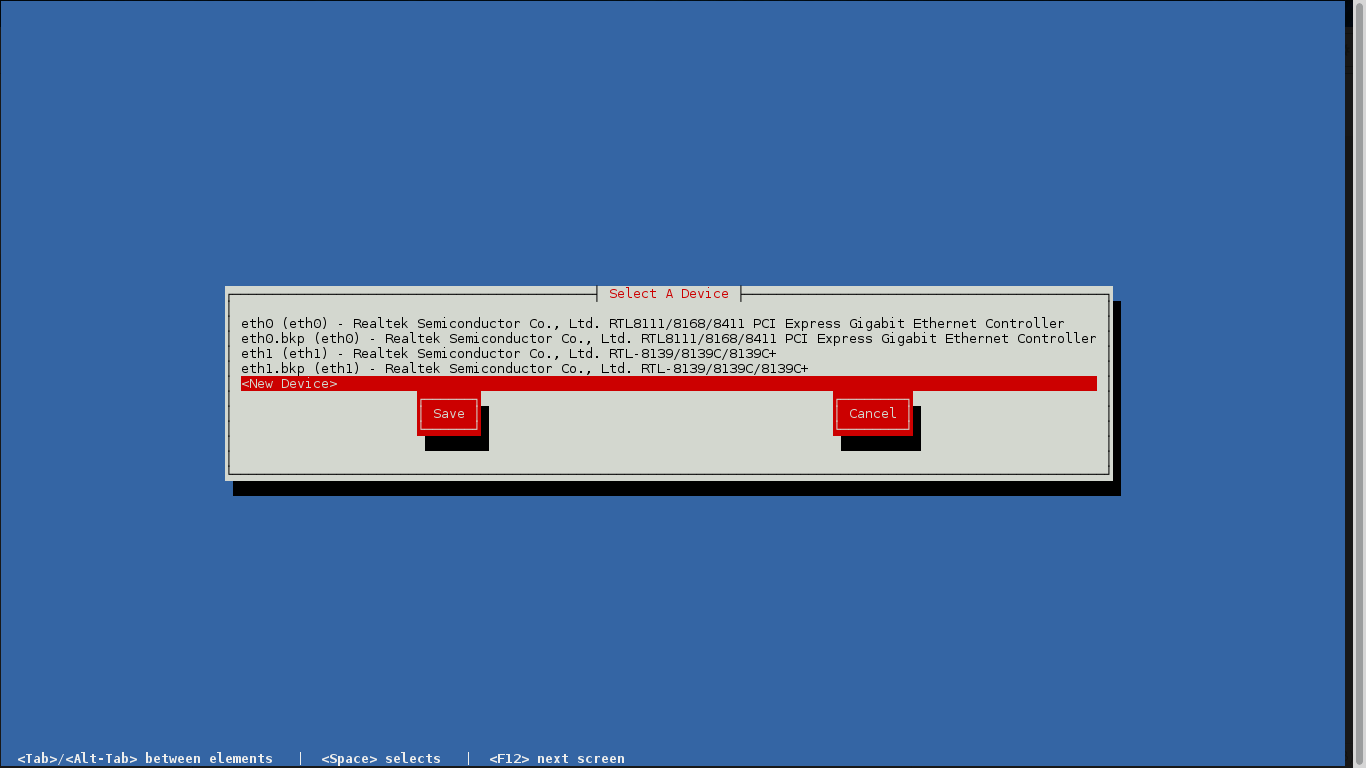 Select A Device
eth0 (eth0) - Realtek Semiconductor Co., Ltd. RTL8111/8168/8411 PCI Express Gigabit Ethernet Controller
eth0.bkp (eth0) - Realtek Semiconductor Co., Ltd. RTL8111/8168/8411 PCI Express Gigabit Ethernet Controller
eth1 (eth1) - Realtek Semiconductor Co., Ltd. RTL-8139/8139C/8139C+
eth1.bkp (eth1) - Realtek Semiconductor Co., Ltd. RTL-8139/8139C/8139C+
<New Device>
Save Cancel
<Tab>/<Alt-Tab> between elements | <Space> selects | <F12> next screen